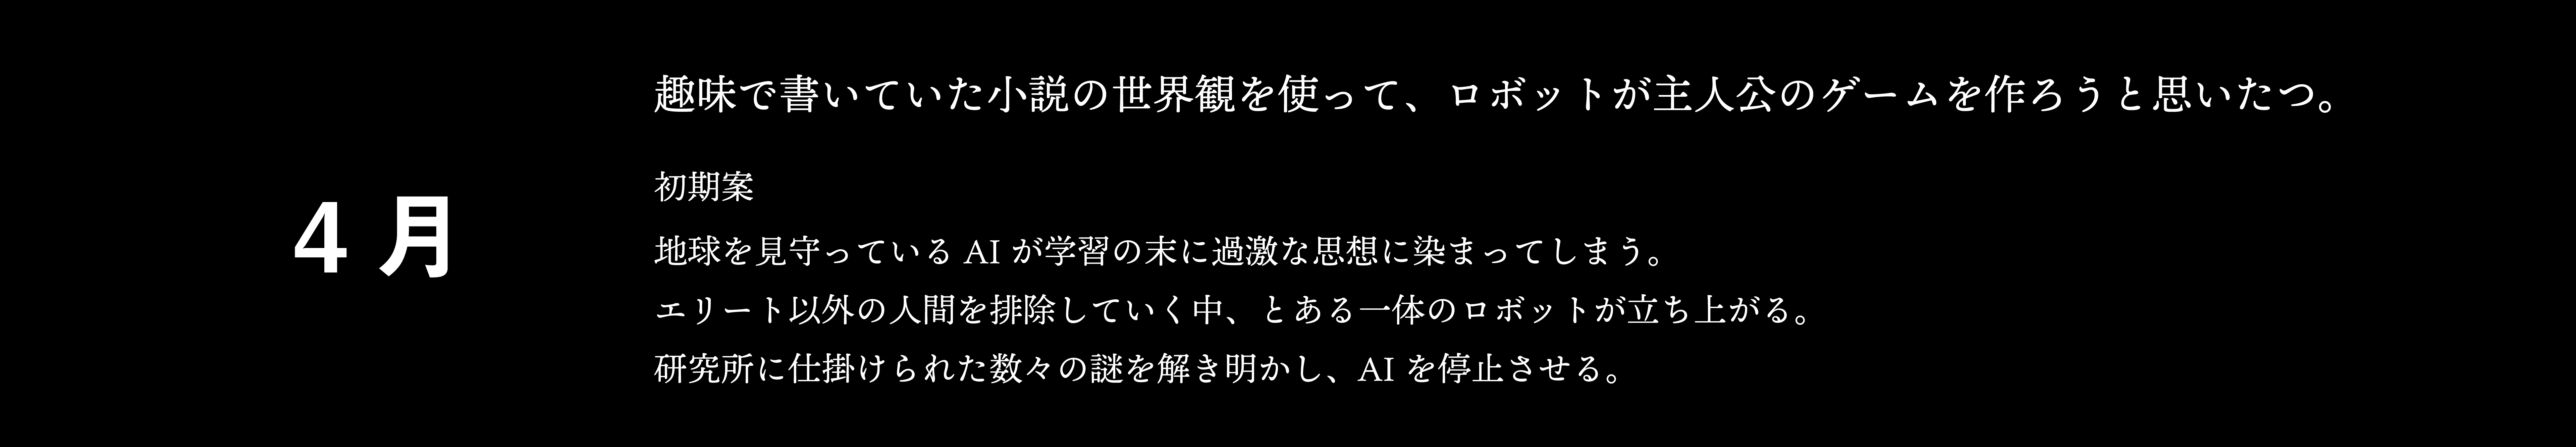 4月
趣味で書いていた小説の世界観を使って、ロボットが主人公のゲームを作ろうと思いたつ。
初期案
地球を見守っている AI が学習の末に過激な思想に染まってしまう。
エリート以外の人間を排除していく中、とある一体のロボットが立ち上がる。
研究所に仕掛けられた数々の謎を解き明かし、AI を停止させる。